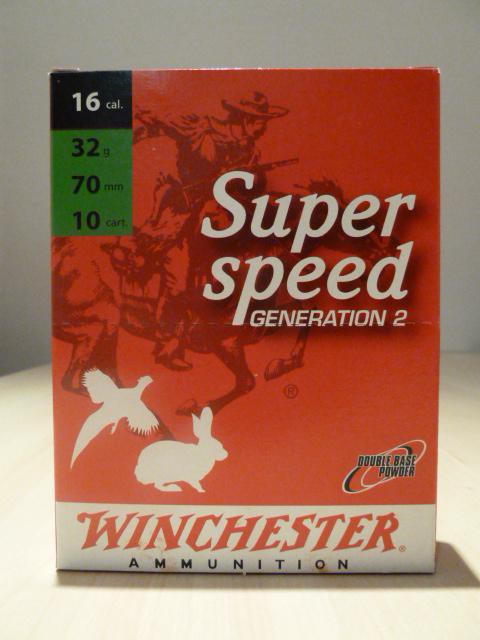 16 cal.
32 g
70 mm
10 cart.
Super
speed
GENERATION 2
®
DOUBLE BASE
POWDER
WINCHESTER®
AMMUNITION